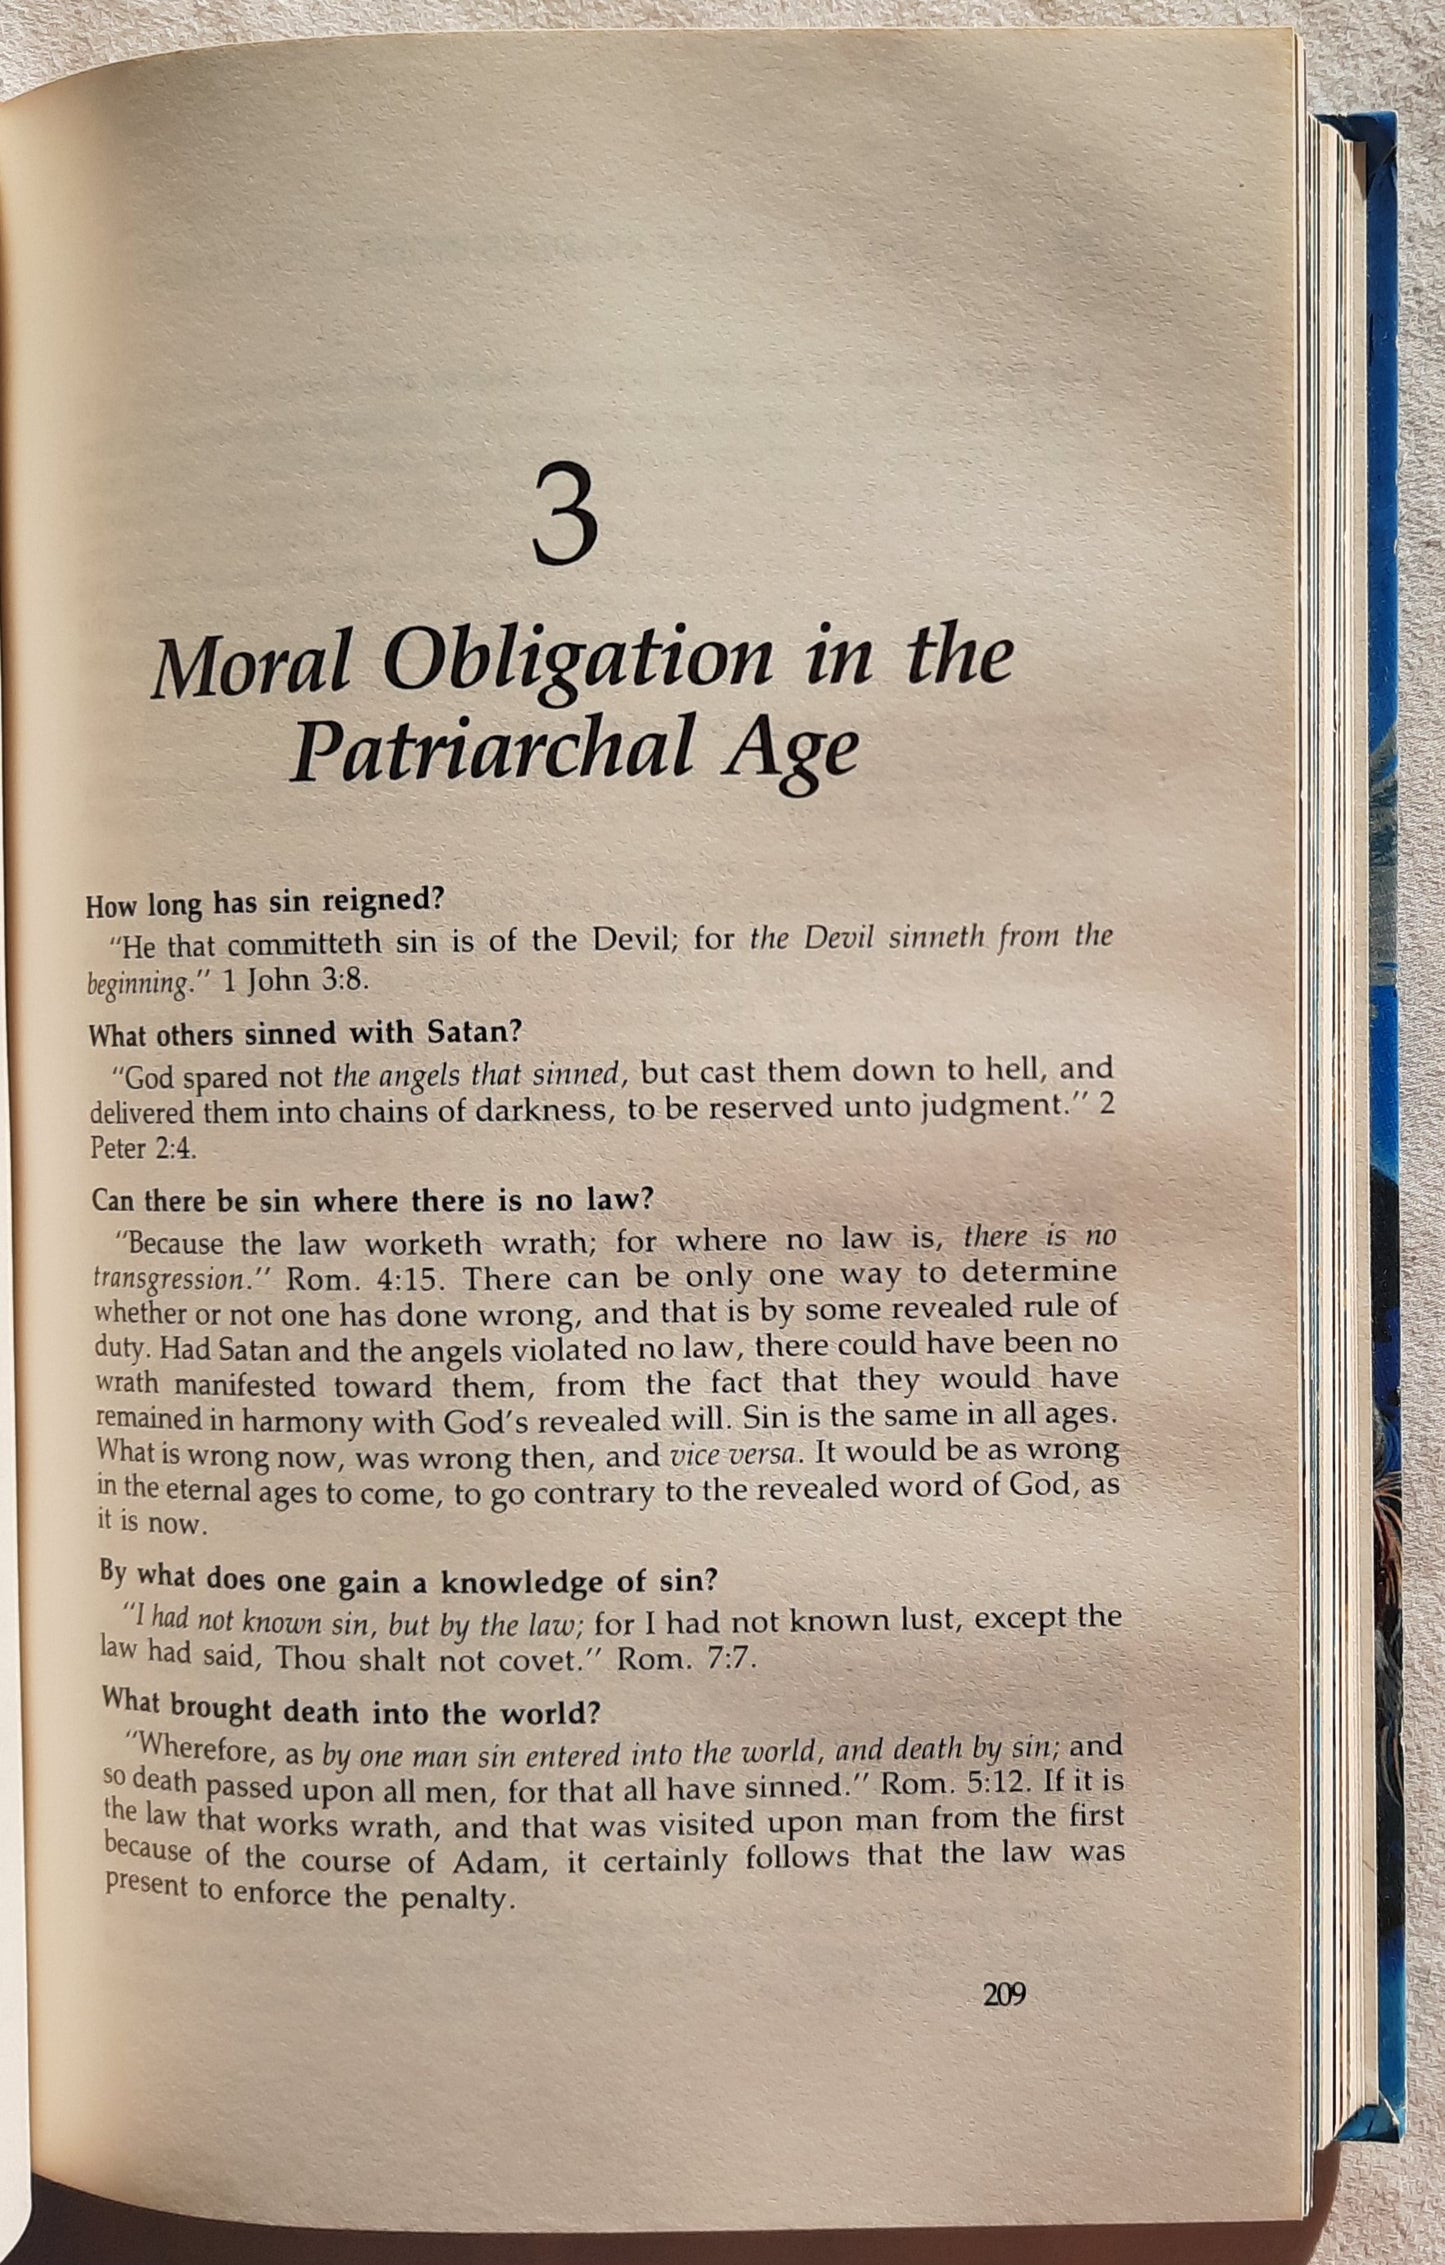 3
Moral Obligation in the
Patriarchal Age
How long has sin reigned?
"He that committeth sin is of the Devil; for the Devil sinneth from the
beginning." 1 John 3:8.
What others sinned with Satan?
"God spared not the angels that sinned, but cast them down to hell, and
delivered them into chains of darkness, to be reserved unto judgment." 2
Peter 2:4.
Can there be sin where there is no law?
"Because the law worketh wrath; for where no law is, there is no
transgression." Rom. 4:15. There can be only one way to determine
whether or not one has done wrong, and that is by some revealed rule of
duty. Had Satan and the angels violated no law, there could have been no
wrath manifested toward them, from the fact that they would have
remained in harmony with God's revealed will. Sin is the same in all ages.
What is wrong now, was wrong then, and vice versa. It would be as wrong
in the eternal ages to come, to go contrary to the revealed word of God, as
it is now.
By what does one gain a knowledge of sin?
"I had not known sin, but by the law; for I had not known lust, except the
law had said, Thou shalt not covet." Rom. 7:7.
What brought death into the world?
"Wherefore, as by one man sin entered into the world, and death by sin; and
so death passed upon all men, for that all have sinned." Rom. 5:12. If it is
the law that works wrath, and that was visited upon man from the first
because of the course of Adam, it certainly follows that the law was
present to enforce the penalty.
209